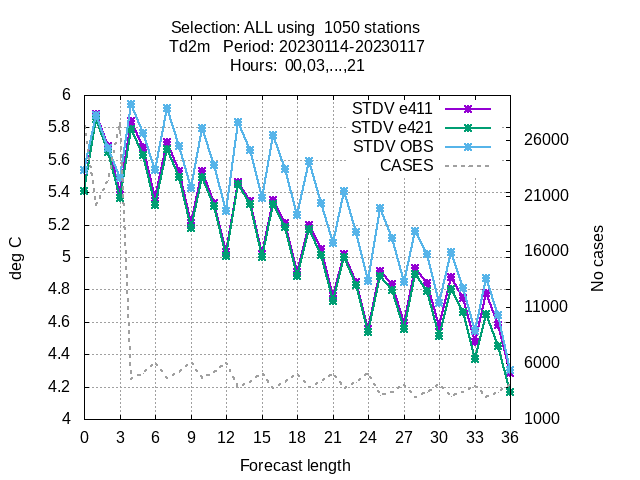 Selection: ALL using  1050 stations
Td2m   Period: 20230114-20230117
Hours:  00,03,...,21
STDV e411
STDV e421
STDV OBS
CASES
6
5.8
5.6
5.4
5.2
5
4.8
4.6
4.4
4.2
4
deg C
26000
21000
16000
11000
6000
1000
No cases
0 3 6 9 12 15 18 21 24 27 30 33 36
Forecast length